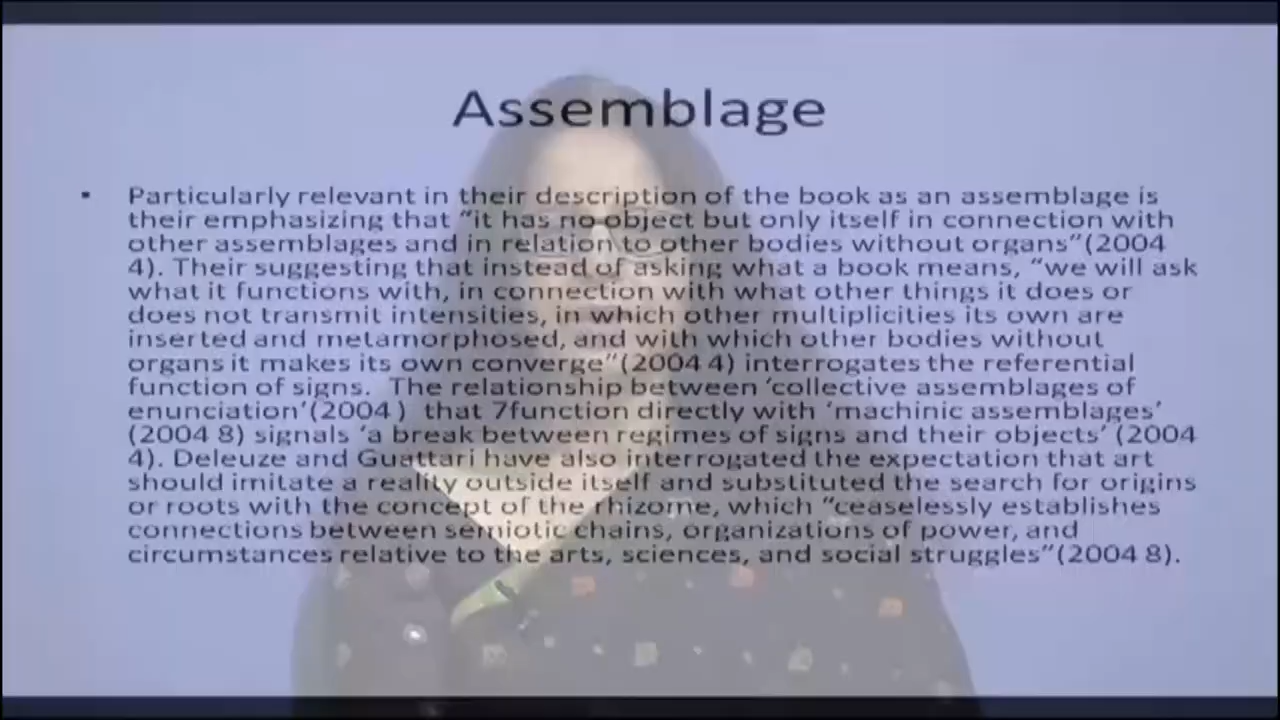 Assemblage
▪ Particularly relevant in their description of the book as an assemblage is
their emphasizing that “it has no object but only itself in connection with
other assemblages and in relation to other bodies without organs”(2004
4). Their suggesting that instead of asking what a book means, “we will ask
what it functions with, in connection with what other things it does or
does not transmit intensities, in which other multiplicities its own are
inserted and metamorphosed, and with which other bodies without
organs it makes its own converge”(2004 4) interrogates the referential
function of signs. The relationship between ‘collective assemblages of
enunciation’(2004 ) that 7function directly with ‘machinic assemblages’
(2004 8) signals ‘a break between regimes of signs and their objects’ (2004
4). Deleuze and Guattari have also interrogated the expectation that art
should imitate a reality outside itself and substituted the search for origins
or roots with the concept of the rhizome, which “ceaselessly establishes
connections between semiotic chains, organizations of power, and
circumstances relative to the arts, sciences, and social struggles”(2004 8).